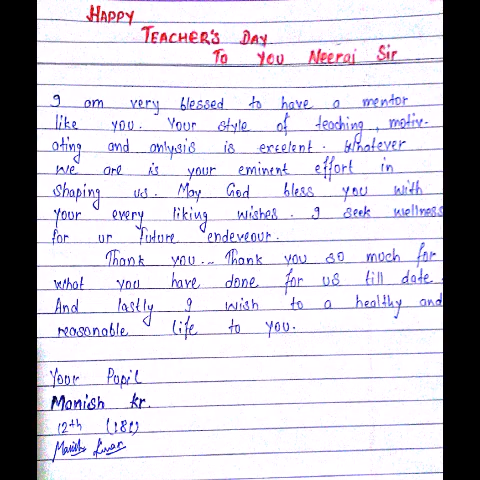 HAPPY
TEACHER'S DAY
TO YOU Neeraj Sir
I am very blessed to have a mentor
like you. Your style of teaching, motiv-
ating and anlysis is excelent. Whatever
we are is your eminent effort in
shaping us. May God bless you with
your every liking wishes. I seek wellness
for ur future endeveour.
Thank you... Thank you so much for
what you have done for us till date.
And lastly I wish to a healthy and
reasonable life to you.
Your Pupil
Manish Kr.
12th (181)